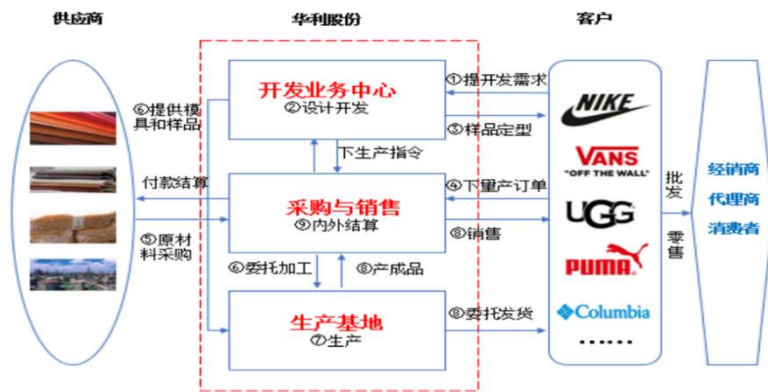 供应商
华利股份
客户
开发业务中心
②设计开发
①提开发需求
③样品定型
⑥提供模
具和样品
下生产指令
付款结算
采购与销售
⑨内外结算
④下量产订单
⑧销售
⑤原材
料采购
⑥委托加工
⑧产成品
生产基地
⑦生产
⑧委托发货
NIKE
VANS
"OFF THE WALL"
UGG
PUMA
Columbia
······
批发
零售
经销商
代理商
消费者